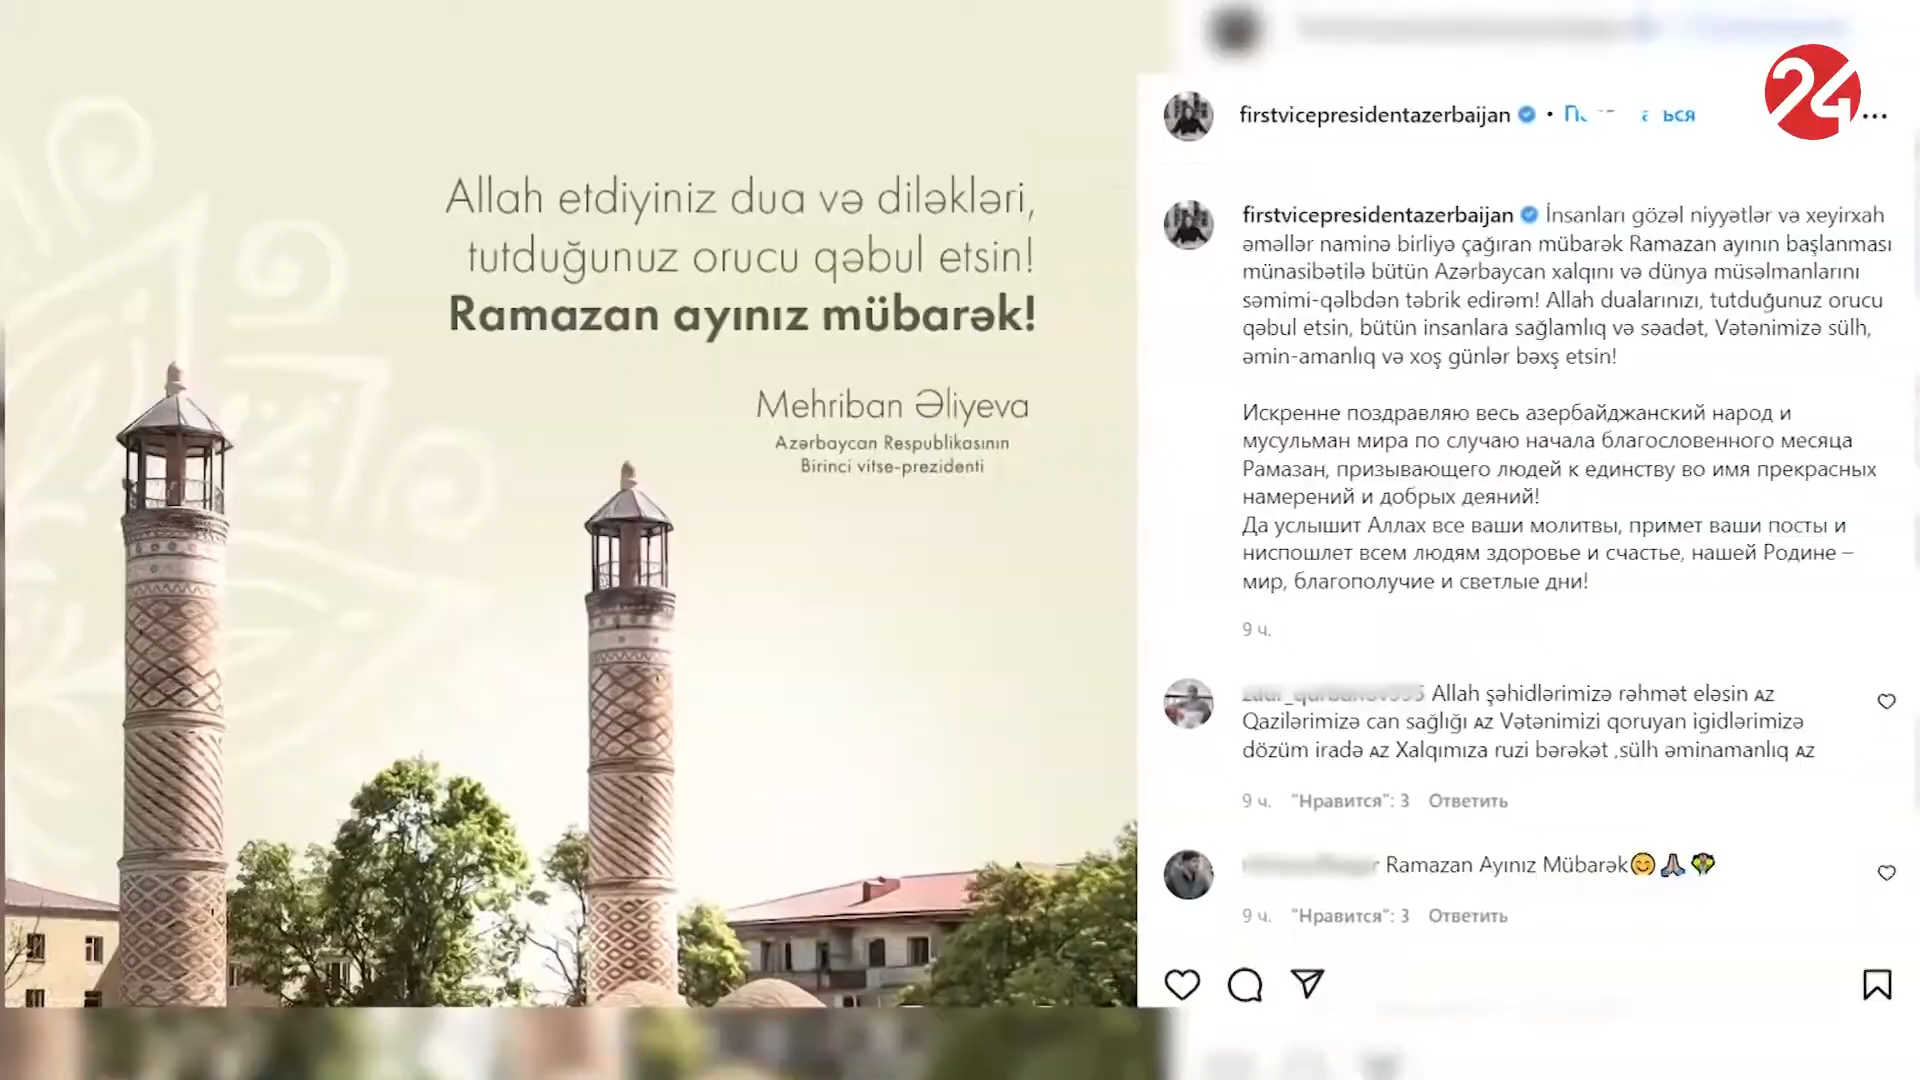 Allah etdiyiniz dua və diləkləri,
tutduğunuz orucu qəbul etsin!
Ramazan ayınız mübarək!
Mehriban Əliyeva
Azərbaycan Respublikasının
Birinci vitse-prezidenti
24
firstvicepresidentazerbaijan •
firstvicepresidentazerbaijan İnsanları gözəl niyyətlər və xeyirxah
əməllər naminə birliyə çağıran mübarək Ramazan ayının başlanması
münasibətilə bütün Azərbaycan xalqını və dünya müsəlmanlarını
səmimi-qəlbdən təbrik edirəm! Allah dualarınızı, tutduğunuz orucu
qəbul etsin, bütün insanlara sağlamlıq və səadət, Vətənimizə sülh,
əmin-amanlıq və xoş günlər bəxş etsin!
Искренне поздравляю весь азербайджанский народ и
мусульман мира по случаю начала благословенного месяца
Рамазан, призывающего людей к единству во имя прекрасных
намерений и добрых деяний!
Да услышит Аллах все ваши молитвы, примет ваши посты и
ниспошлет всем людям здоровье и счастье, нашей Родине –
мир, благополучие и светлые дни!
9 ч.
Allah şəhidlərimizə rəhmət eləsin AZ
Qazilərimizə can sağlığı AZ Vətənimizi qoruyan igidlərimizə
dözüm iradə AZ Xalqımıza ruzi bərəkət ,sülh əminamanlıq AZ
9 ч. "Нравится": 3 Ответить
Ramazan Ayınız Mübarək😊🙏💐
9 ч. "Нравится": 3 Ответить